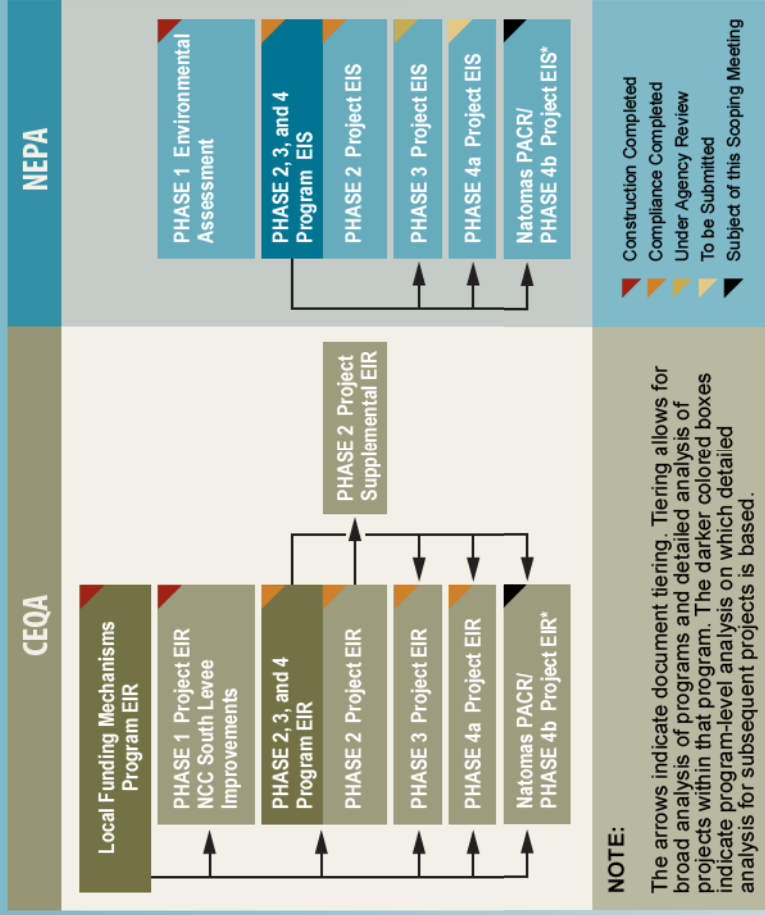 CEQA
Local Funding Mechanisms
Program EIR
PHASE 1 Project EIR
NCC South Levee
Improvements
PHASE 2, 3, and 4
Program EIR
PHASE 2 Project EIR
PHASE 3 Project EIR
PHASE 4a Project EIR
Natomas PACR/
PHASE 4b Project EIR*
PHASE 2 Project
Supplemental EIR
NEPA
PHASE 1 Environmental
Assessment
PHASE 2, 3, and 4
Program EIS
PHASE 2 Project EIS
PHASE 3 Project EIS
PHASE 4a Project EIS
Natomas PACR/
PHASE 4b Project EIS*
NOTE:
The arrows indicate document tiering. Tiering allows for
broad analysis of programs and detailed analysis of
projects within that program. The darker colored boxes
indicate program-level analysis on which detailed
analysis for subsequent projects is based.
Construction Completed
Compliance Completed
Under Agency Review
To be Submitted
Subject of this Scoping Meeting